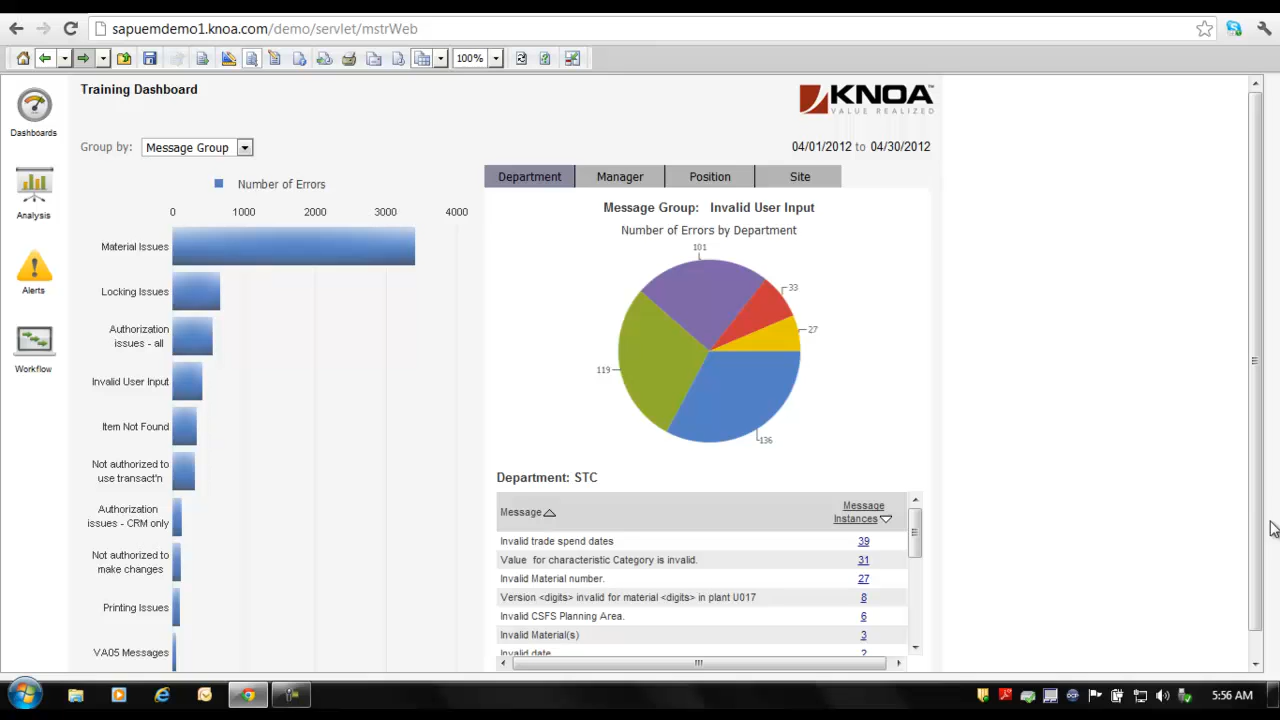 sapuemdemo1.knoa.com/demo/servlet/mstrWeb
100%
Training Dashboard
KNOA
VALUE REALIZED
Dashboards
Analysis
Alerts
Workflow
Group by: Message Group
04/01/2012 to 04/30/2012
Number of Errors
0 1000 2000 3000 4000
Material Issues
Locking Issues
Authorization
issues - all
Invalid User Input
Item Not Found
Not authorized to
use transact'n
Authorization
issues - CRM only
Not authorized to
make changes
Printing Issues
VA05 Messages
Department Manager Position Site
Message Group: Invalid User Input
Number of Errors by Department
101
33
27
119
136
Department: STC
Message Message
Instances
Invalid trade spend dates 39
Value for characteristic Category is invalid. 31
Invalid Material number. 27
Version <digits> invalid for material <digits> in plant U017 8
Invalid CSFS Planning Area. 6
Invalid Material(s) 3
Invalid date 2
5:56 AM